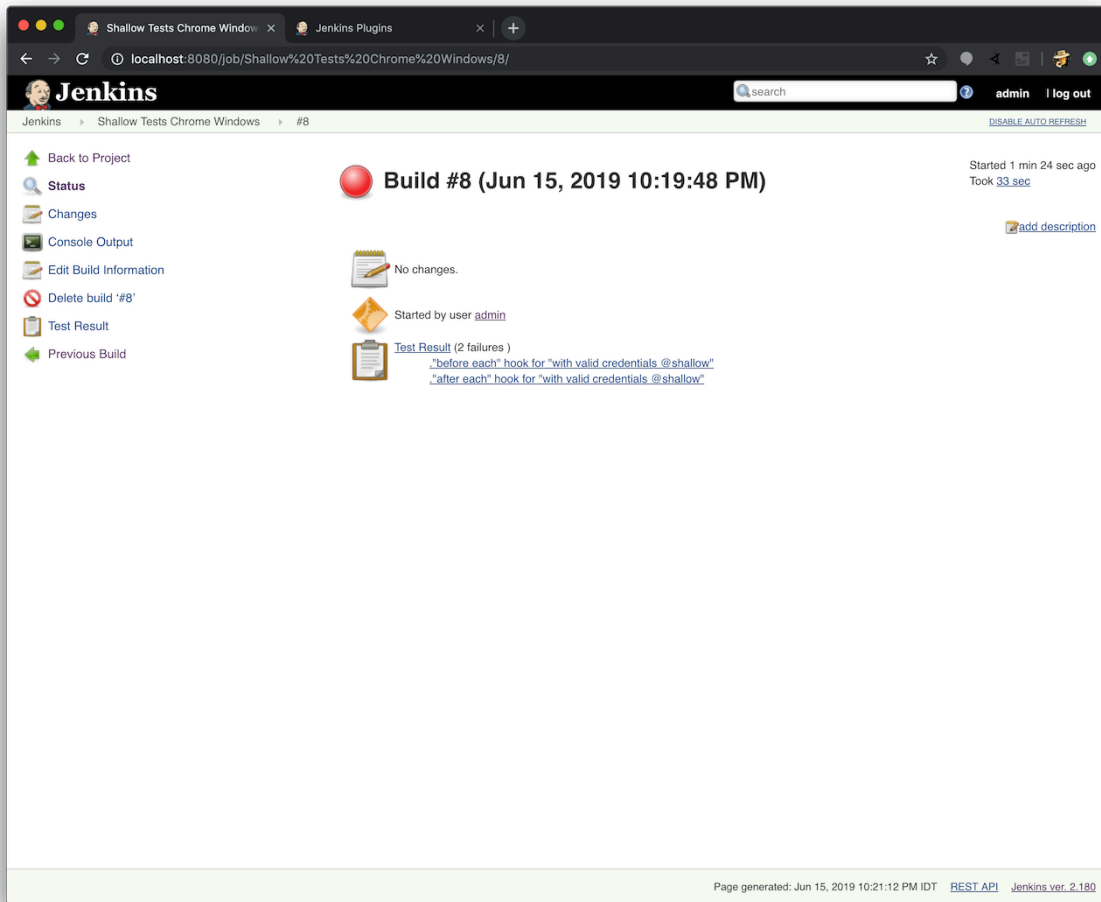 Shallow Tests Chrome Window
Jenkins Plugins
localhost:8080/job/Shallow%20Tests%20Chrome%20Windows/8/
Jenkins
search
admin
| log out
Jenkins
Shallow Tests Chrome Windows
#8
DISABLE AUTO REFRESH
Back to Project
Status
Changes
Console Output
Edit Build Information
Delete build ‘#8’
Test Result
Previous Build
Build #8 (Jun 15, 2019 10:19:48 PM)
Started 1 min 24 sec ago
Took 33 sec
add description
No changes.
Started by user admin
Test Result (2 failures )
."before each" hook for "with valid credentials @shallow"
."after each" hook for "with valid credentials @shallow"
Page generated: Jun 15, 2019 10:21:12 PM IDT
REST API
Jenkins ver. 2.180